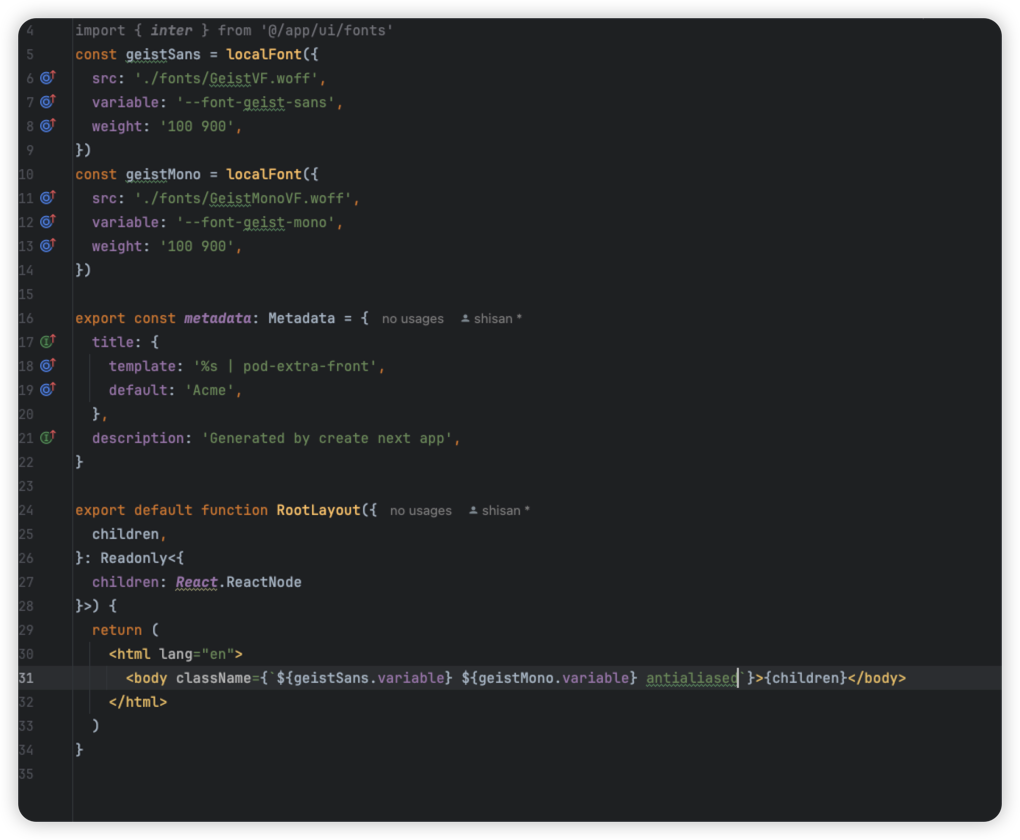 4 import { inter } from '@/app/ui/fonts'
5 const geistSans = localFont({
6 src: './fonts/GeistVF.woff',
7 variable: '--font-geist-sans',
8 weight: '100 900',
9 })
10 const geistMono = localFont({
11 src: './fonts/GeistMonoVF.woff',
12 variable: '--font-geist-mono',
13 weight: '100 900',
14 })
15
16 export const metadata: Metadata = { no usages shisan *
17 title: {
18 template: '%s | pod-extra-front',
19 default: 'Acme',
20 },
21 description: 'Generated by create next app',
22 }
23
24 export default function RootLayout({ no usages shisan *
25 children,
26 }: Readonly<{
27 children: React.ReactNode
28 }>) {
29 return (
30 <html lang="en">
31 <body className={`${geistSans.variable} ${geistMono.variable} antialiased`}>{children}</body>
32 </html>
33 )
34 }
35